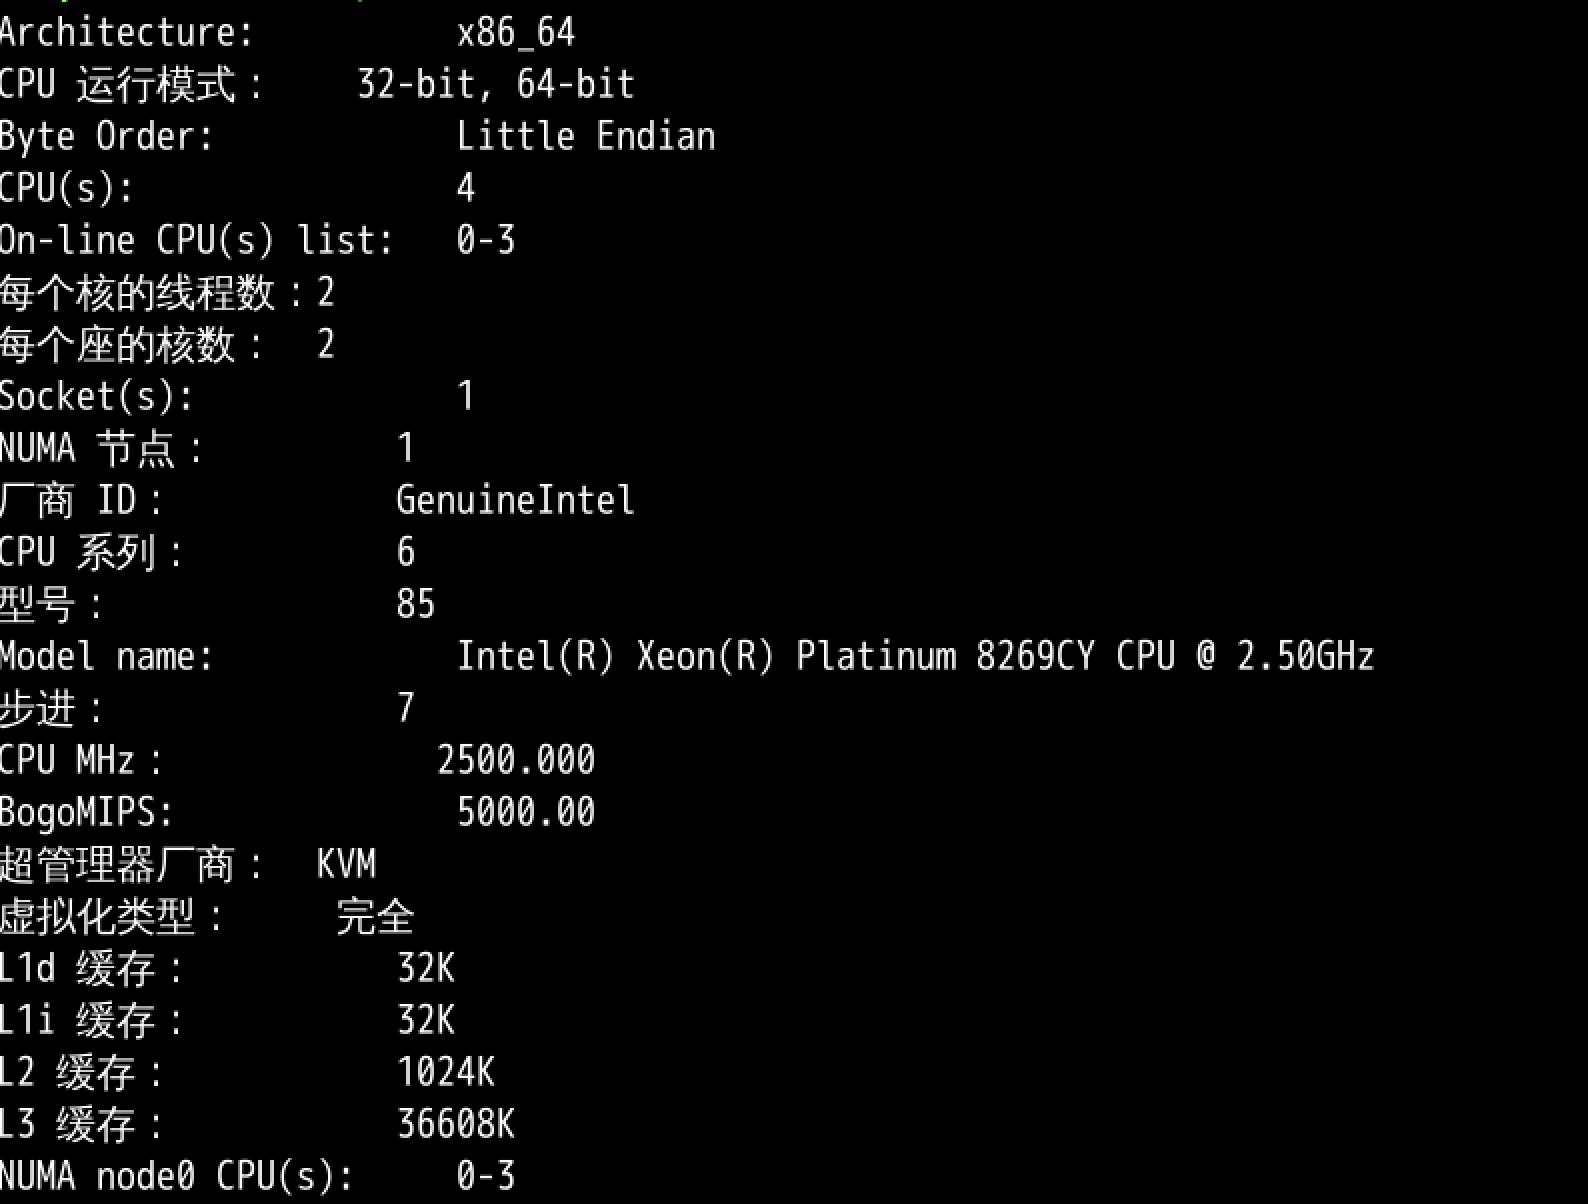 Architecture: x86_64
CPU 运行模式： 32-bit, 64-bit
Byte Order: Little Endian
CPU(s): 4
On-line CPU(s) list: 0-3
每个核的线程数：2
每个座的核数： 2
Socket(s): 1
NUMA 节点： 1
厂商 ID： GenuineIntel
CPU 系列： 6
型号： 85
Model name: Intel(R) Xeon(R) Platinum 8269CY CPU @ 2.50GHz
步进： 7
CPU MHz： 2500.000
BogoMIPS: 5000.00
超管理器厂商： KVM
虚拟化类型： 完全
L1d 缓存： 32K
L1i 缓存： 32K
L2 缓存： 1024K
L3 缓存： 36608K
NUMA node0 CPU(s): 0-3